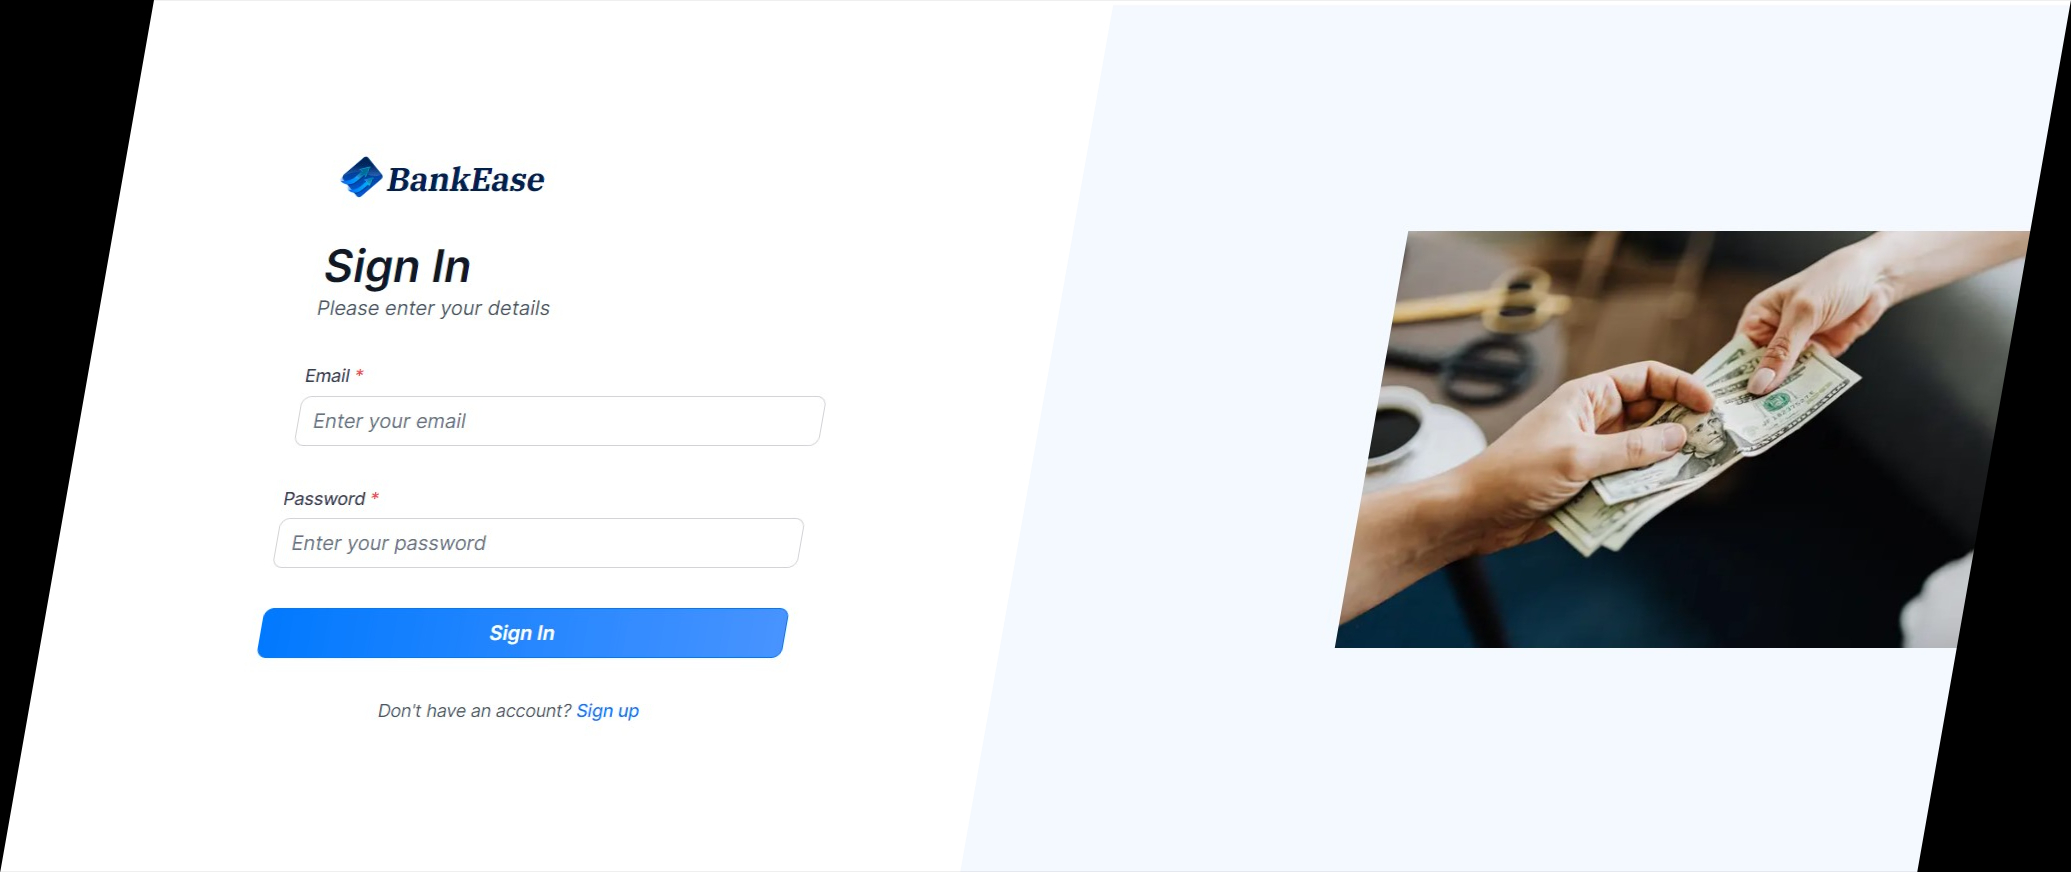 BankEase
Sign In
Please enter your details
Email *
Enter your email
Password *
Enter your password
Sign In
Don't have an account? Sign up